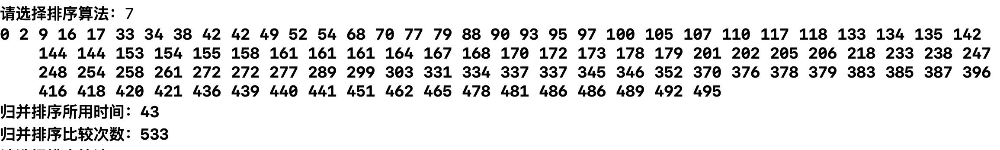 请选择排序算法：7
0 2 9 16 17 33 34 38 42 42 49 52 54 68 70 77 79 88 90 93 95 97 100 105 107 110 117 118 133 134 135 142
144 144 153 154 155 158 161 161 161 164 167 168 170 172 173 178 179 201 202 205 206 218 233 238 247
248 254 258 261 272 272 277 289 299 303 331 334 337 337 345 346 352 370 376 378 379 383 385 387 396
416 418 420 421 436 439 440 441 451 462 465 478 481 486 486 489 492 495
归并排序所用时间：43
归并排序比较次数：533